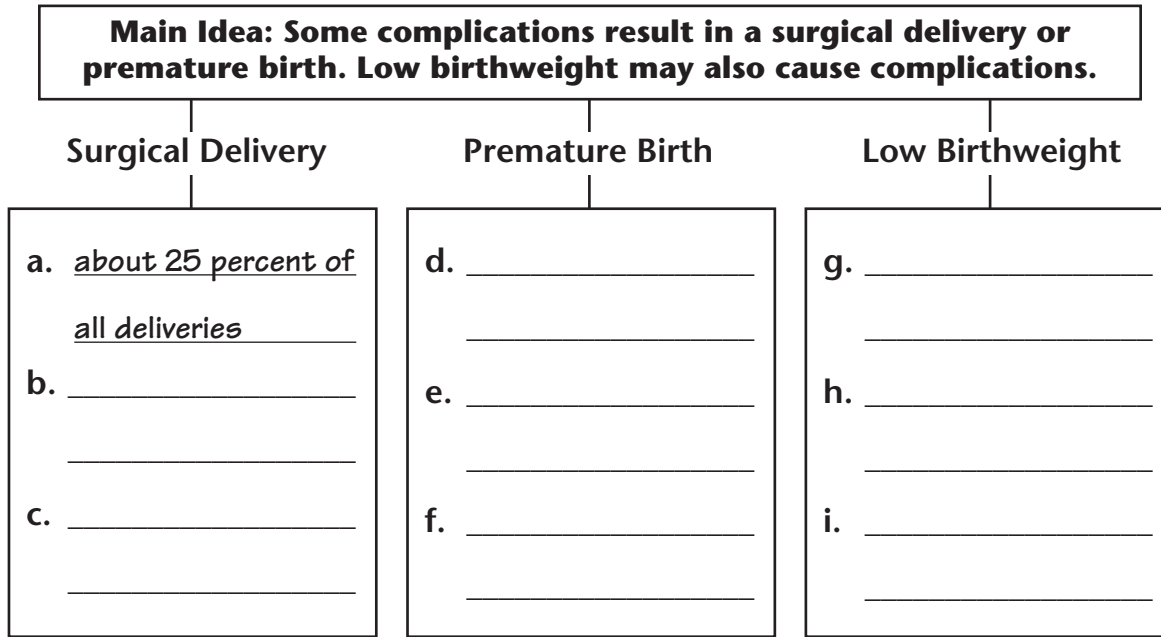 Main Idea: Some complications result in a surgical delivery or
premature birth. Low birthweight may also cause complications.
Surgical Delivery
Premature Birth
Low Birthweight
a. about 25 percent of
all deliveries
b.
c.
d.
e.
f.
g.
h.
i.